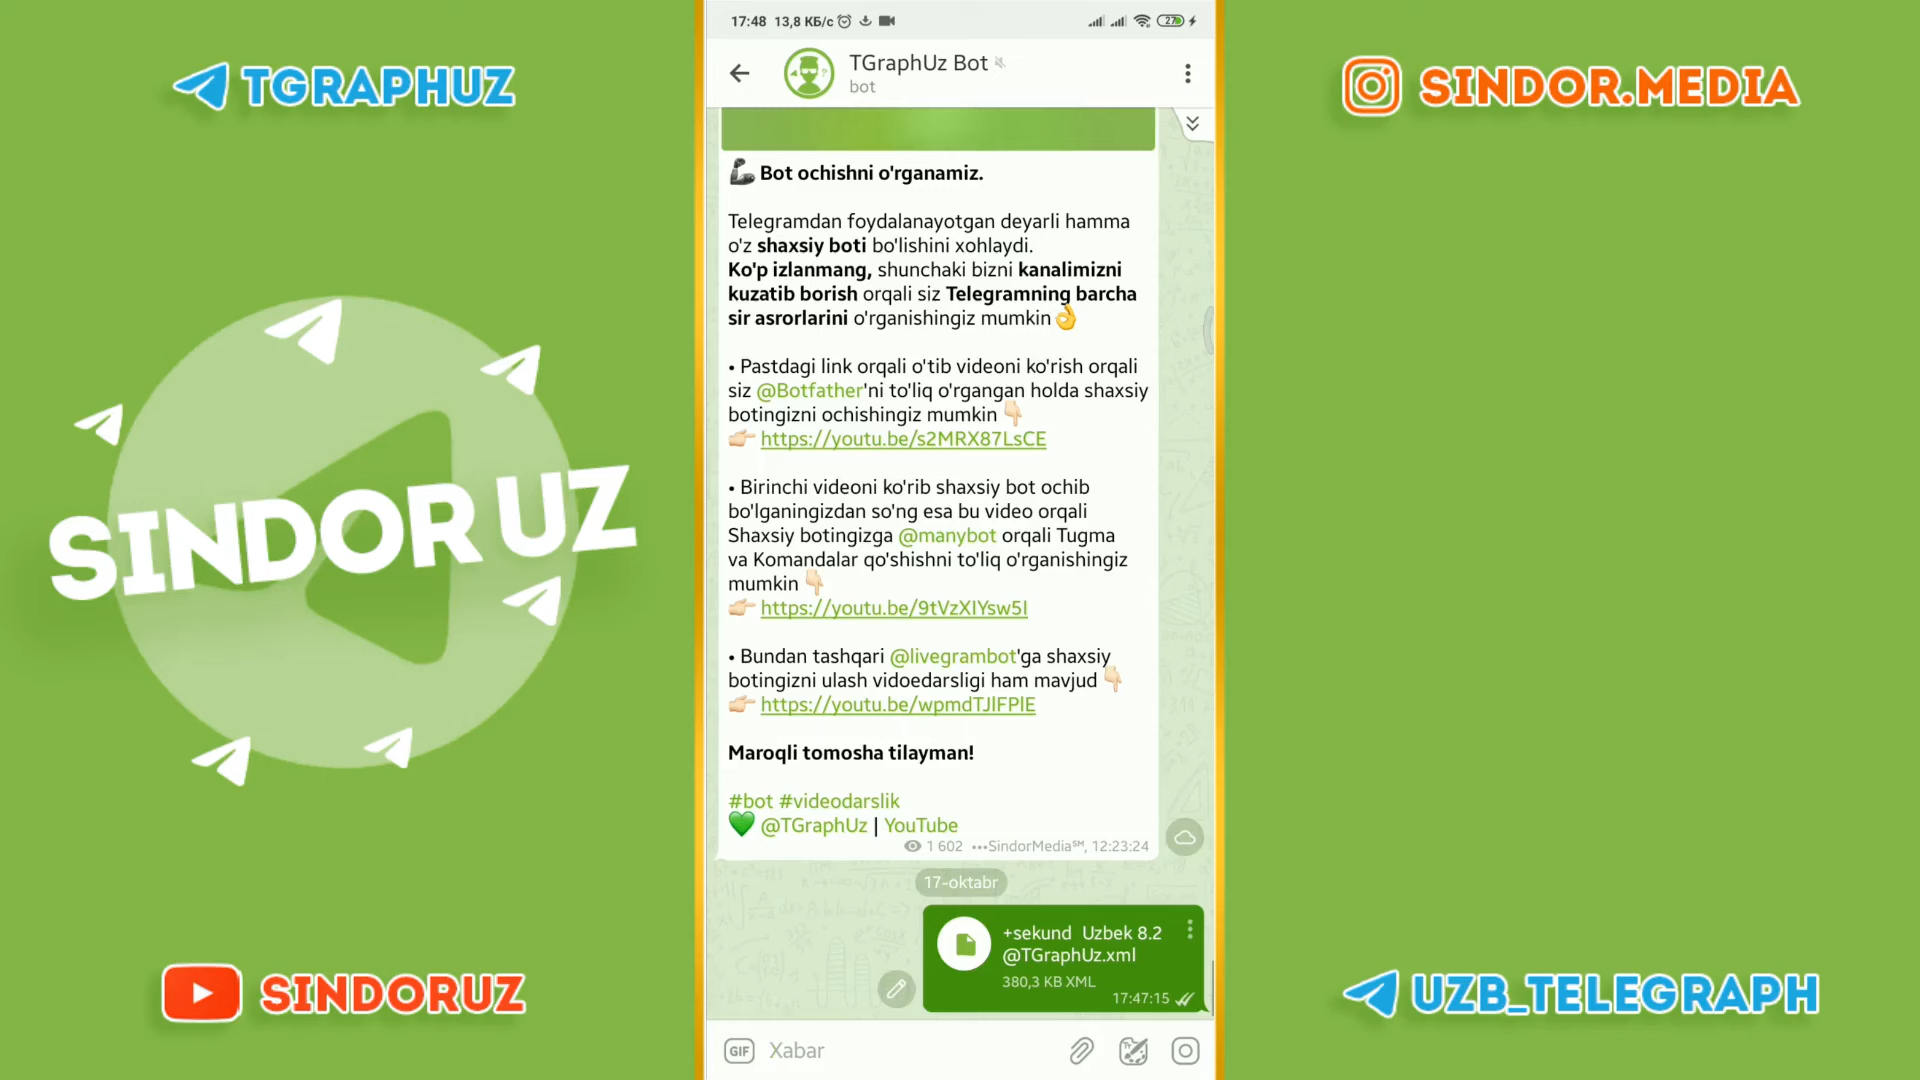 TGRAPHUZ
SINDOR.MEDIA
SINDOR UZ
SINDORUZ
UZB_TELEGRAPH
17:48 13,8 КБ/с
27
TGraphUz Bot
bot
Bot ochishni o'rganamiz.
Telegramdan foydalanayotgan deyarli hamma
o'z shaxsiy boti bo'lishini xohlaydi.
Ko'p izlanmang, shunchaki bizni kanalimizni
kuzatib borish orqali siz Telegramning barcha
sir asrorlarini o'rganishingiz mumkin👌
• Pastdagi link orqali o'tib videoni ko'rish orqali
siz @Botfather'ni to'liq o'rgangan holda shaxsiy
botingizni ochishingiz mumkin 👇🏻
👉🏻 https://youtu.be/s2MRX87LsCE
• Birinchi videoni ko'rib shaxsiy bot ochib
bo'lganingizdan so'ng esa bu video orqali
Shaxsiy botingizga @manybot orqali Tugma
va Komandalar qo'shishni to'liq o'rganishingiz
mumkin 👇🏻
👉🏻 https://youtu.be/9tVzXIYsw5I
• Bundan tashqari @livegrambot'ga shaxsiy
botingizni ulash vidoedarsligi ham mavjud 👇🏻
👉🏻 https://youtu.be/wpmdTJlFPlE
Maroqli tomosha tilayman!
#bot #videodarslik
💚 @TGraphUz | YouTube
1 602 •••SindorMedia℠, 12:23:24
17-oktabr
+sekund Uzbek 8.2
@TGraphUz.xml
380,3 KB XML
17:47:15
GIF Xabar